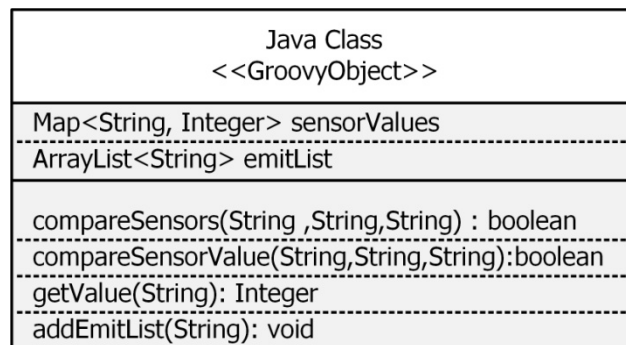 Java Class
<<GroovyObject>>
Map<String, Integer> sensorValues
ArrayList<String> emitList
compareSensors(String ,String,String) : boolean
compareSensorValue(String,String,String):boolean
getValue(String): Integer
addEmitList(String): void